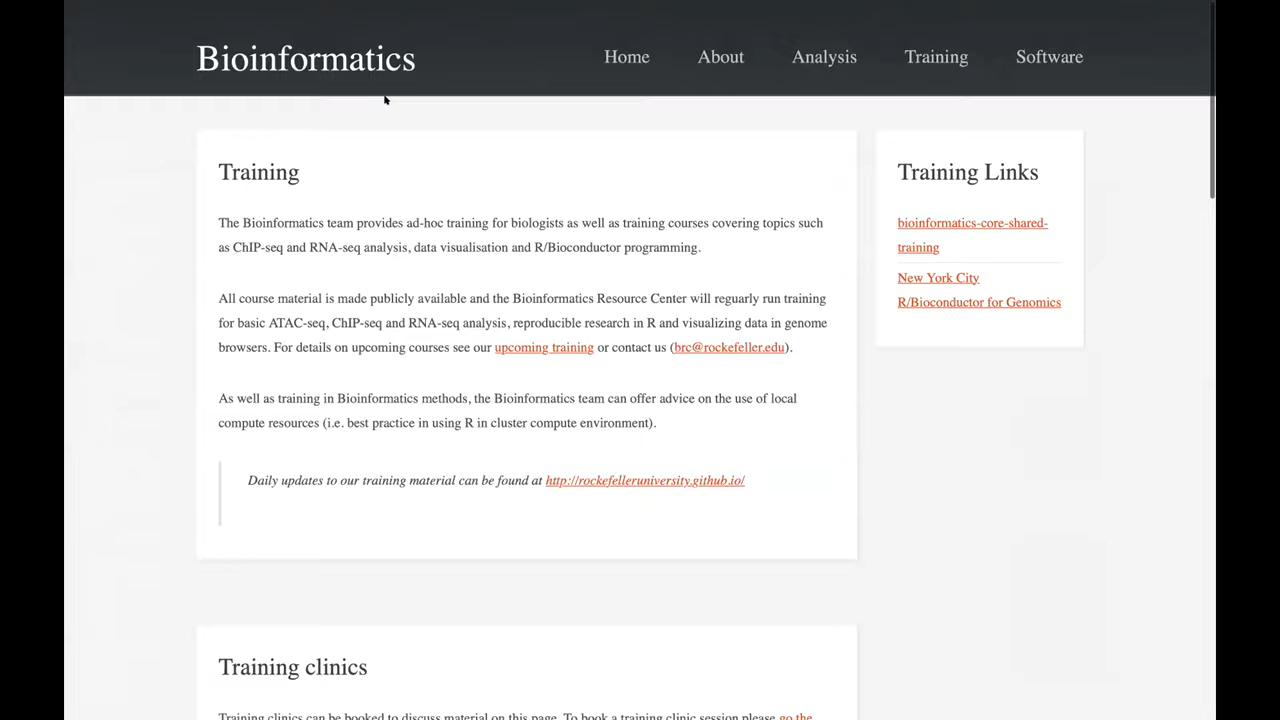 Bioinformatics
Home
About
Analysis
Training
Software
Training
The Bioinformatics team provides ad-hoc training for biologists as well as training courses covering topics such
as ChIP-seq and RNA-seq analysis, data visualisation and R/Bioconductor programming.
All course material is made publicly available and the Bioinformatics Resource Center will reguarly run training
for basic ATAC-seq, ChIP-seq and RNA-seq analysis, reproducible research in R and visualizing data in genome
browsers. For details on upcoming courses see our upcoming training or contact us (brc@rockefeller.edu).
As well as training in Bioinformatics methods, the Bioinformatics team can offer advice on the use of local
compute resources (i.e. best practice in using R in cluster compute environment).
Daily updates to our training material can be found at http://rockefelleruniversity.github.io/
Training Links
bioinformatics-core-shared-
training
New York City
R/Bioconductor for Genomics
Training clinics
Training clinics can be booked to discuss material on this page. To book a training clinic session please go the